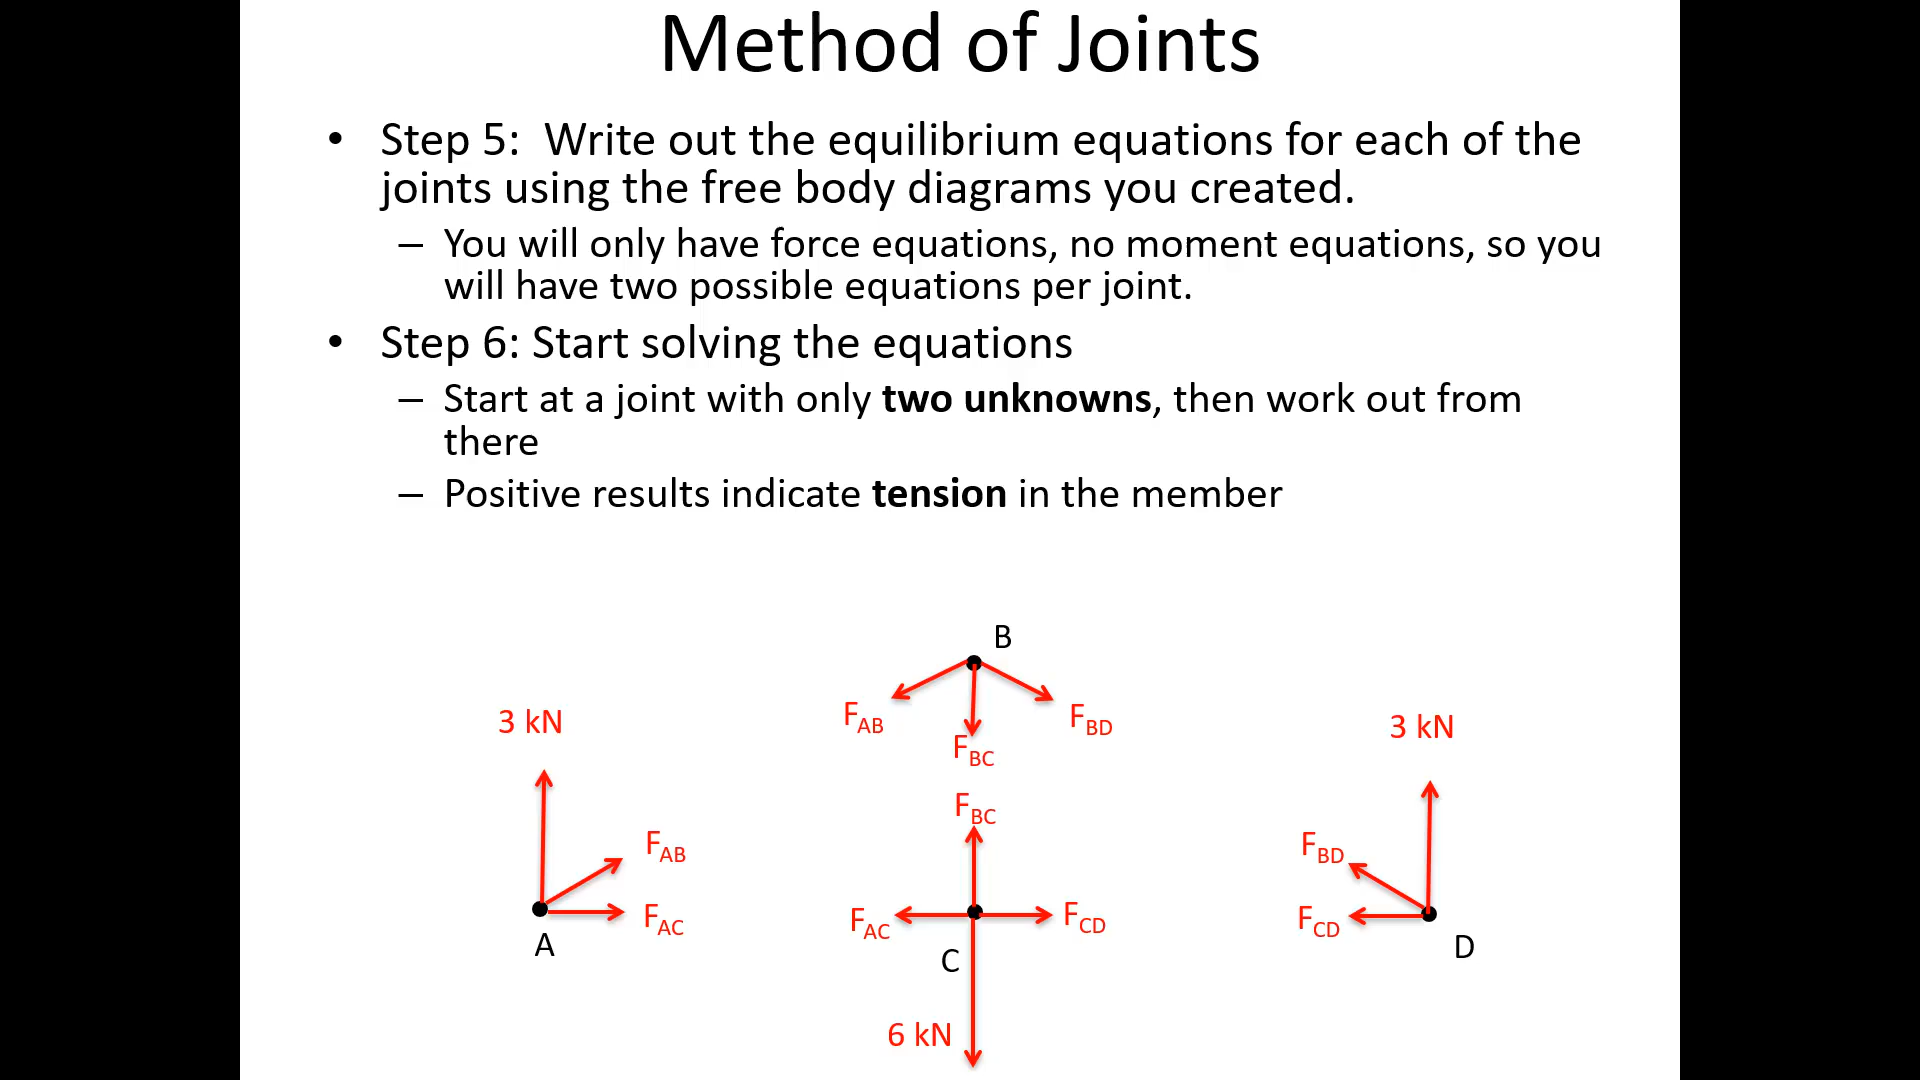 Method of Joints
• Step 5: Write out the equilibrium equations for each of the
joints using the free body diagrams you created.
– You will only have force equations, no moment equations, so you
will have two possible equations per joint.
• Step 6: Start solving the equations
– Start at a joint with only two unknowns, then work out from
there
– Positive results indicate tension in the member
B
3 kN
F_AB
F_BD
3 kN
F_BC
F_BC
F_AB
F_BD
F_AC
F_AC
F_CD
F_CD
A
C
D
6 kN